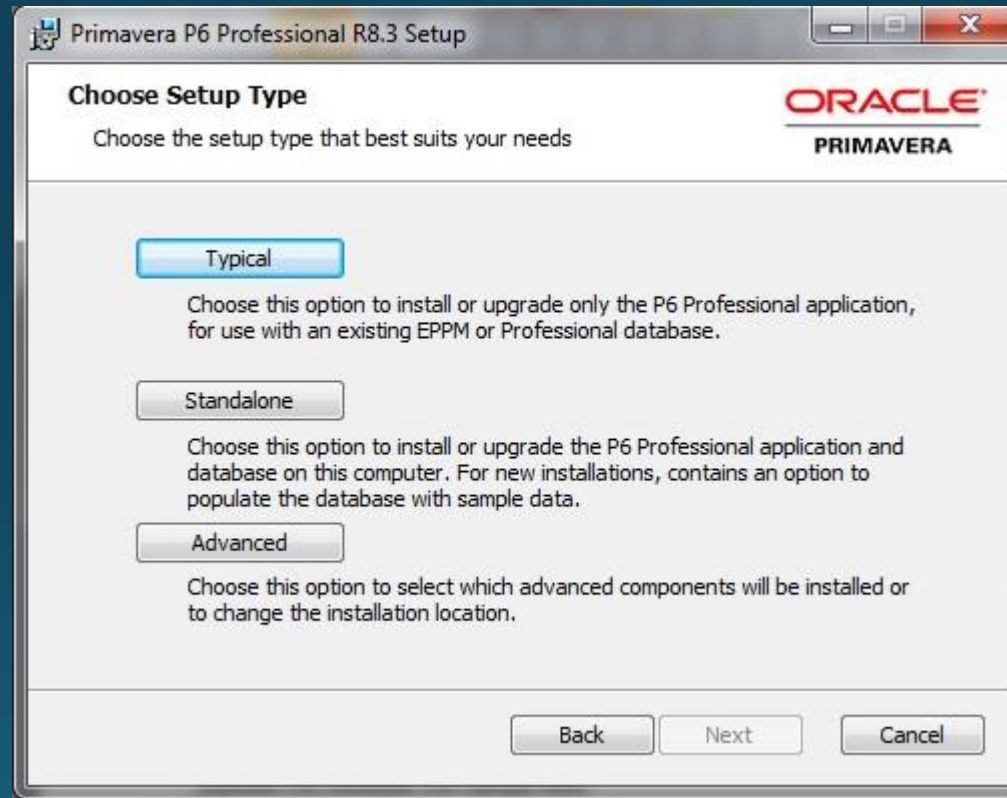 Primavera P6 Professional R8.3 Setup
Choose Setup Type
Choose the setup type that best suits your needs
ORACLE
PRIMAVERA
Typical
Choose this option to install or upgrade only the P6 Professional application,
for use with an existing EPPM or Professional database.
Standalone
Choose this option to install or upgrade the P6 Professional application and
database on this computer. For new installations, contains an option to
populate the database with sample data.
Advanced
Choose this option to select which advanced components will be installed or
to change the installation location.
Back
Next
Cancel